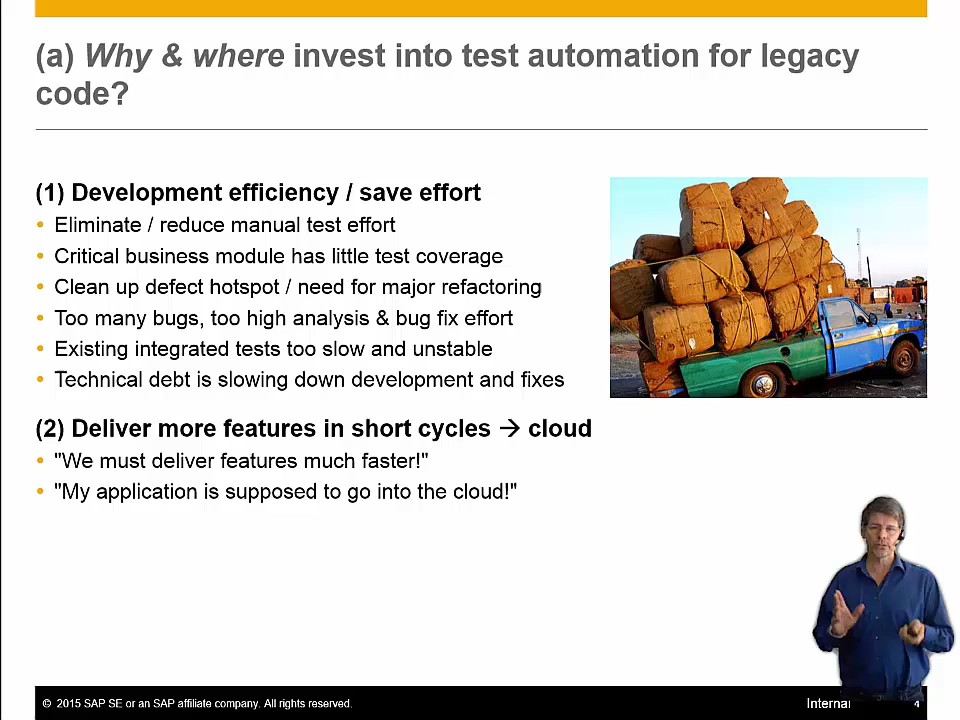 (a) Why & where invest into test automation for legacy
code?
(1) Development efficiency / save effort
• Eliminate / reduce manual test effort
• Critical business module has little test coverage
• Clean up defect hotspot / need for major refactoring
• Too many bugs, too high analysis & bug fix effort
• Existing integrated tests too slow and unstable
• Technical debt is slowing down development and fixes
(2) Deliver more features in short cycles → cloud
• "We must deliver features much faster!"
• "My application is supposed to go into the cloud!"
© 2015 SAP SE or an SAP affiliate company. All rights reserved.
Internal
4